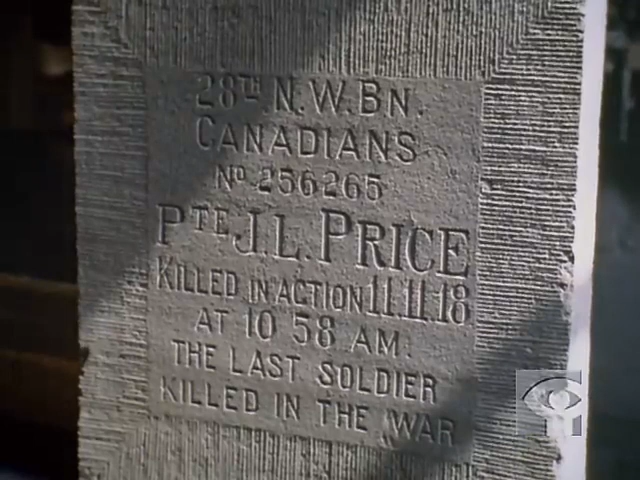 28TH N.W.BN.
CANADIANS
No 256265
PTE J.L. PRICE
KILLED IN ACTION 11.11.18
AT 10 58 AM.
THE LAST SOLDIER
KILLED IN THE WAR